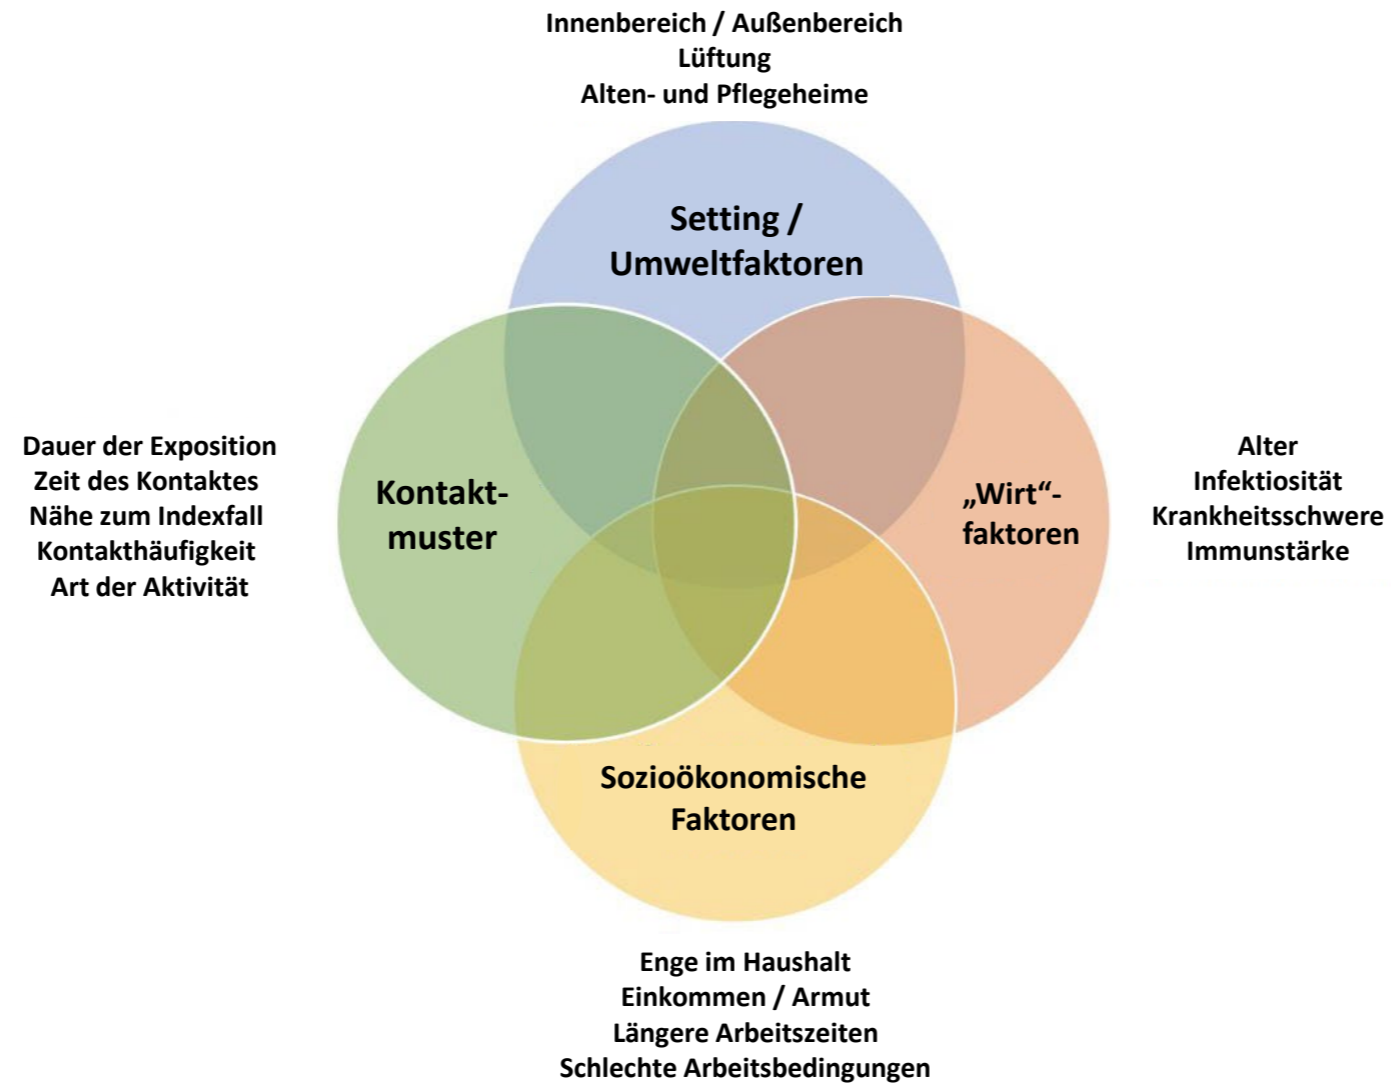 Innenbereich / Außenbereich
Lüftung
Alten- und Pflegeheime
Setting /
Umweltfaktoren
Dauer der Exposition
Zeit des Kontaktes
Nähe zum Indexfall
Kontakthäufigkeit
Art der Aktivität
Kontakt-
muster
„Wirt“-
faktoren
Alter
Infektiosität
Krankheitsschwere
Immunstärke
Sozioökonomische
Faktoren
Enge im Haushalt
Einkommen / Armut
Längere Arbeitszeiten
Schlechte Arbeitsbedingungen